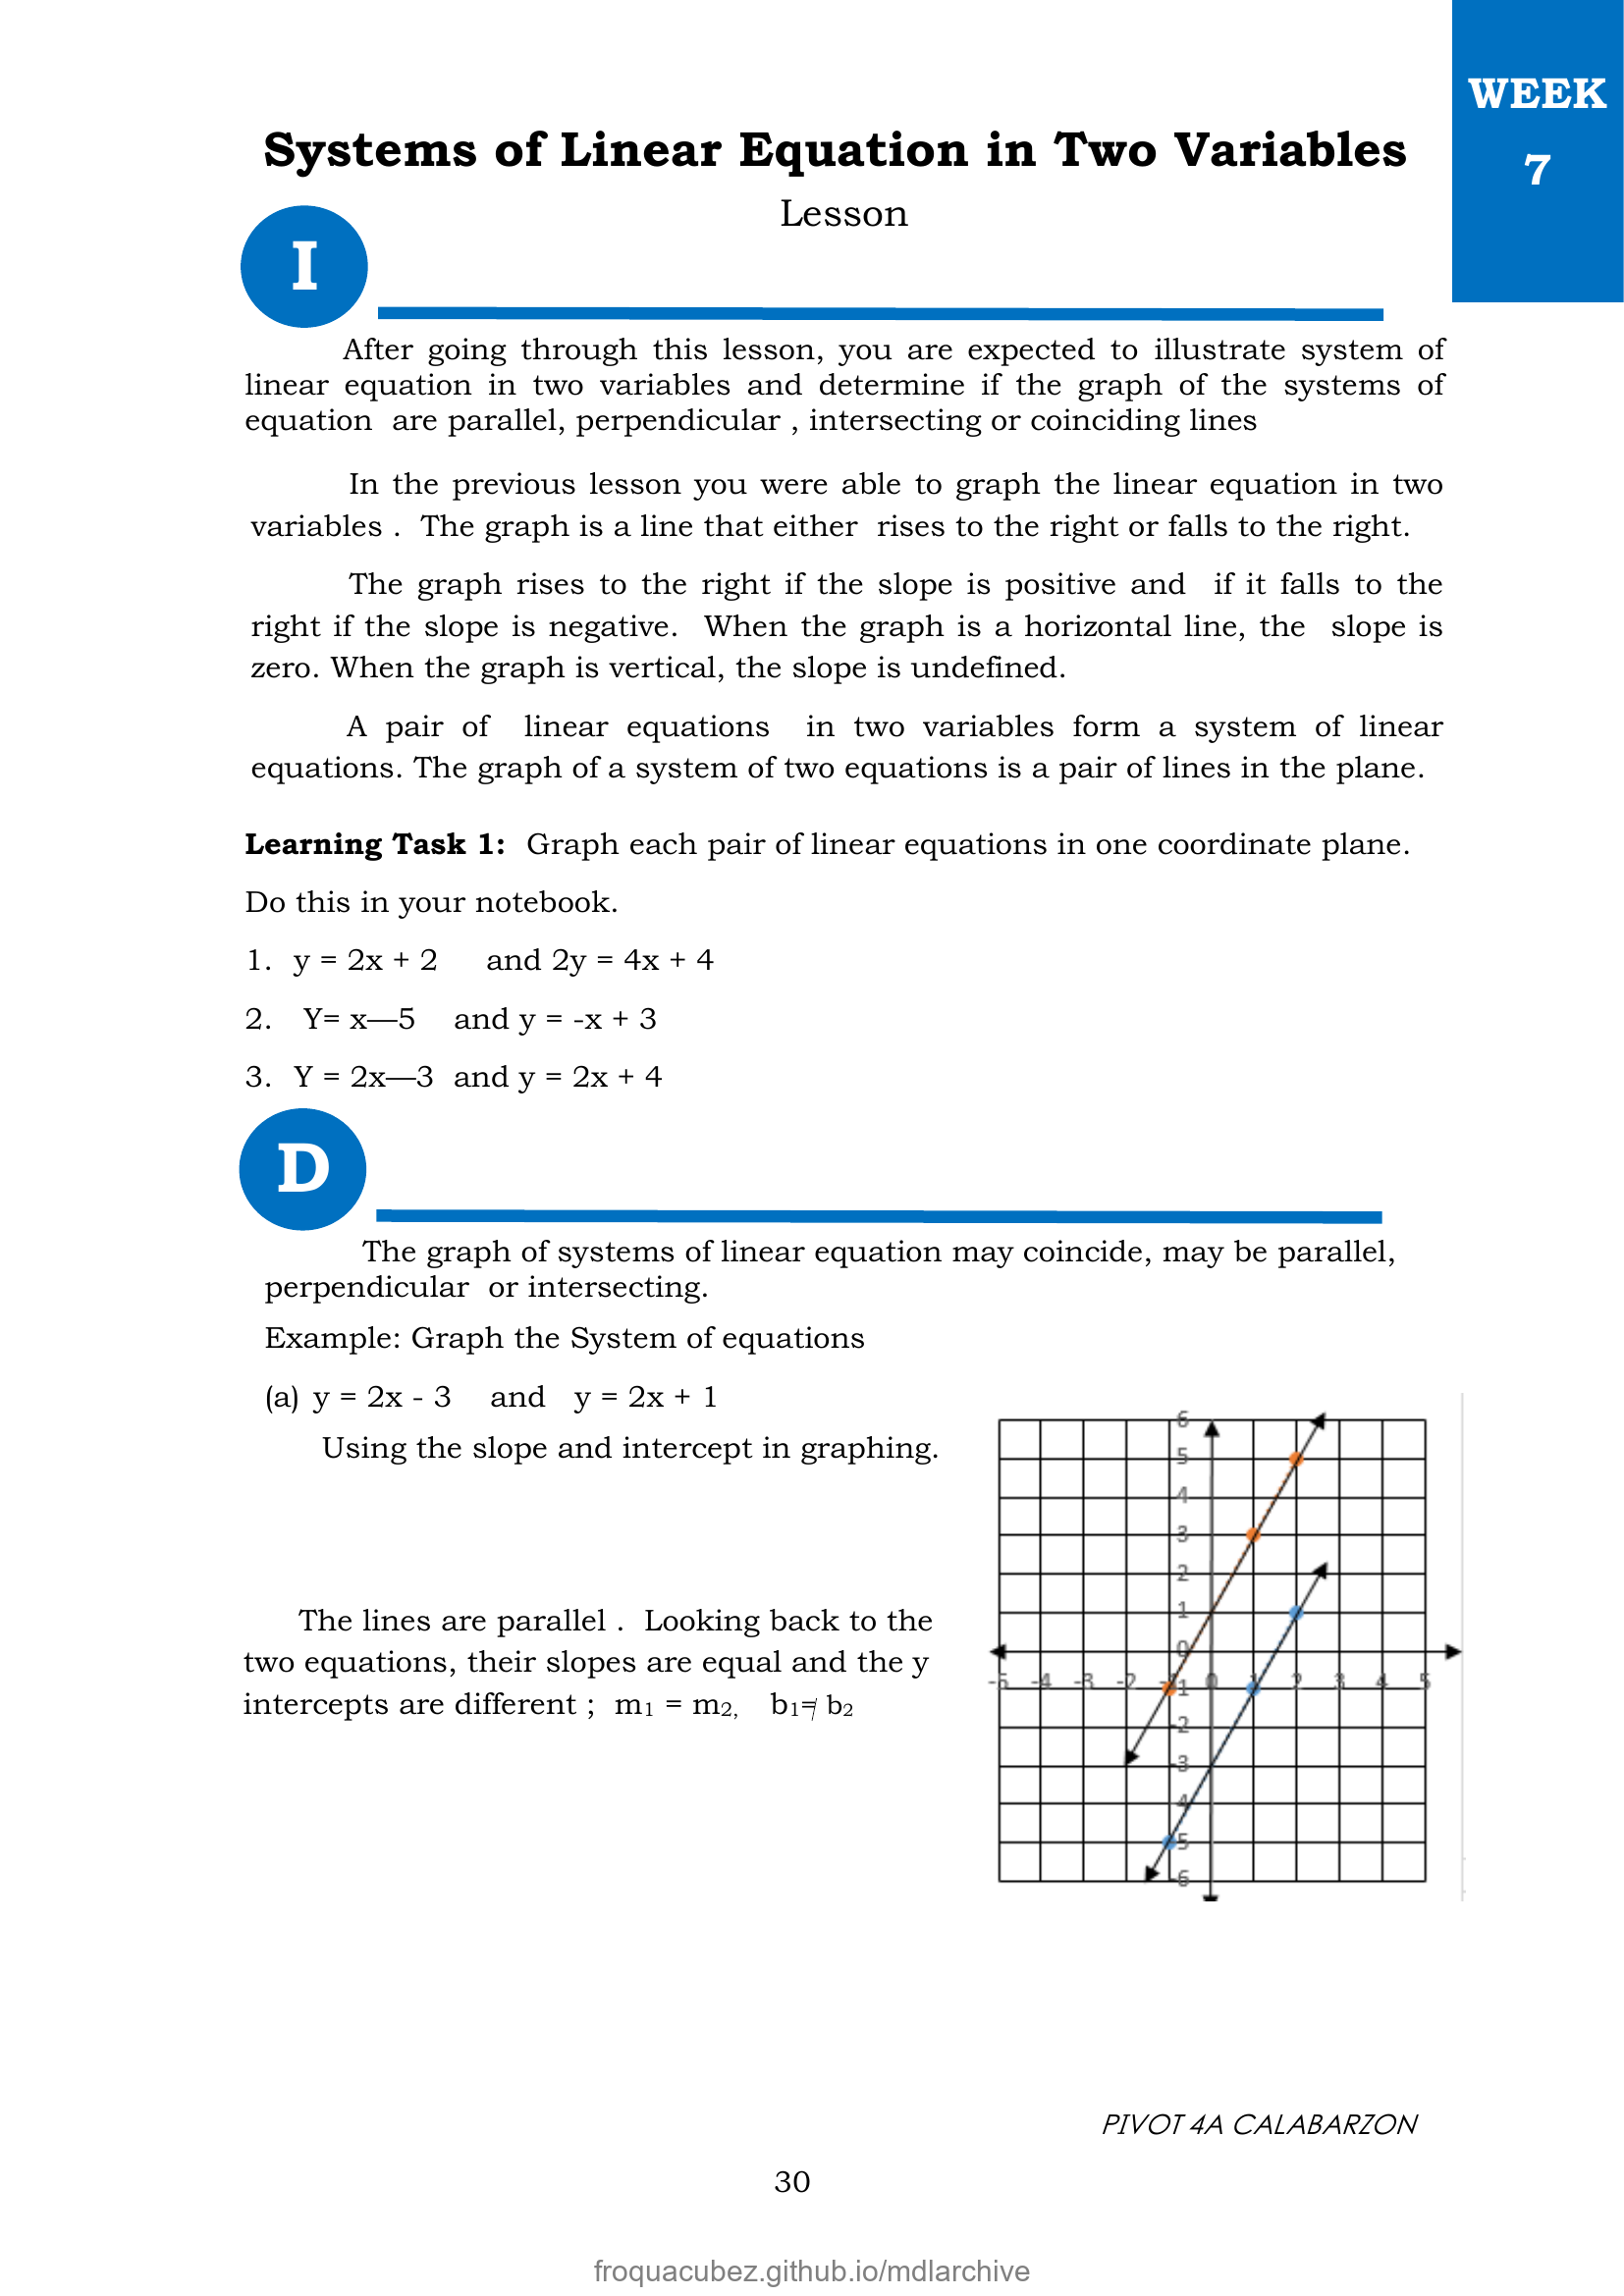 WEEK
7
Systems of Linear Equation in Two Variables
Lesson
I
After going through this lesson, you are expected to illustrate system of
linear equation in two variables and determine if the graph of the systems of
equation are parallel, perpendicular , intersecting or coinciding lines
In the previous lesson you were able to graph the linear equation in two
variables . The graph is a line that either rises to the right or falls to the right.
The graph rises to the right if the slope is positive and if it falls to the
right if the slope is negative. When the graph is a horizontal line, the slope is
zero. When the graph is vertical, the slope is undefined.
A pair of linear equations in two variables form a system of linear
equations. The graph of a system of two equations is a pair of lines in the plane.
Learning Task 1: Graph each pair of linear equations in one coordinate plane.
Do this in your notebook.
1. y = 2x + 2 and 2y = 4x + 4
2. Y= x—5 and y = -x + 3
3. Y = 2x—3 and y = 2x + 4
D
The graph of systems of linear equation may coincide, may be parallel,
perpendicular or intersecting.
Example: Graph the System of equations
(a) y = 2x - 3 and y = 2x + 1
Using the slope and intercept in graphing.
The lines are parallel . Looking back to the
two equations, their slopes are equal and the y
intercepts are different ; m₁ = m₂, b₁≠ b₂
6
5
4
3
2
1
0
-5 -4 -3 -2 -1 0 1 2 3 4 5
-1
-2
-3
-4
-5
-6
PIVOT 4A CALABARZON
30
froquacubez.github.io/mdlarchive